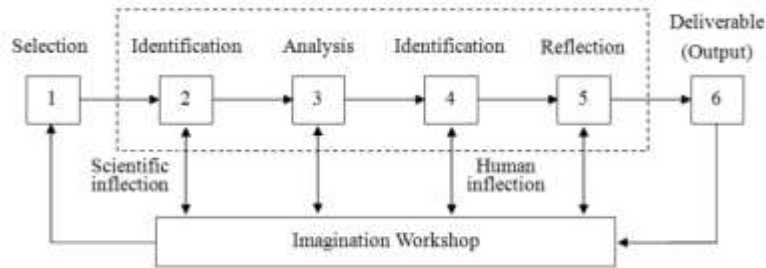 Selection
Identification
Analysis
Identification
Reflection
Deliverable
(Output)
1
2
3
4
5
6
Scientific
inflection
Human
inflection
Imagination Workshop